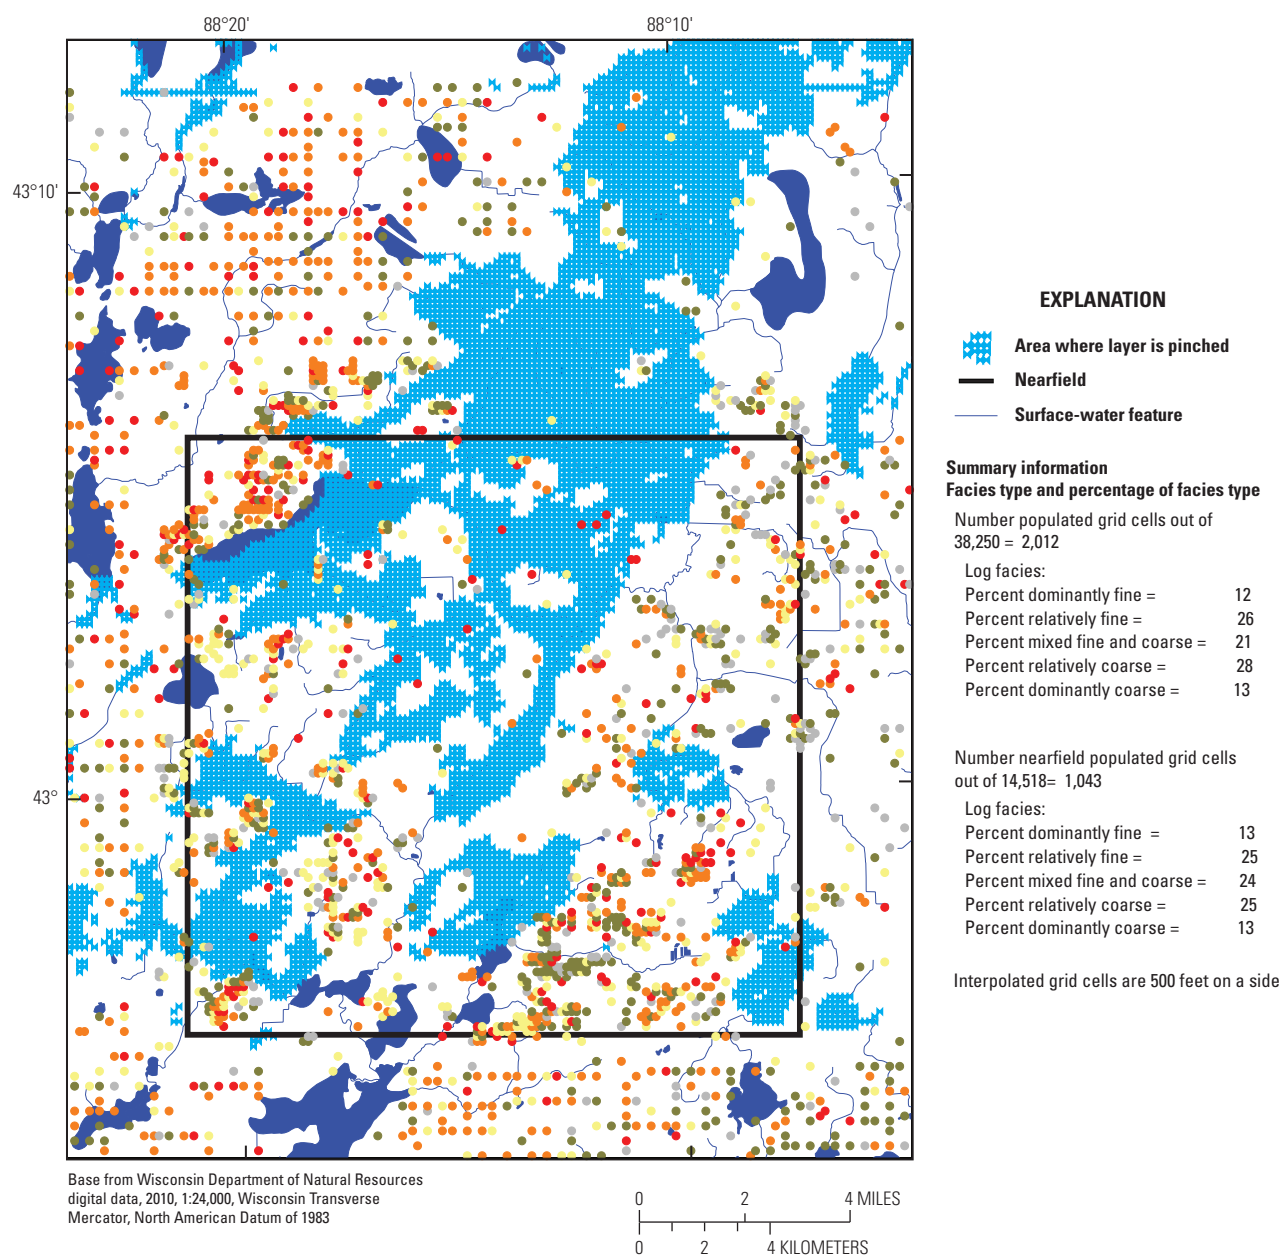 88°20' 88°10'
43°10'
43°
EXPLANATION
Area where layer is pinched
Nearfield
Surface-water feature
Summary information
Facies type and percentage of facies type
Number populated grid cells out of
38,250 = 2,012
Log facies:
Percent dominantly fine = 12
Percent relatively fine = 26
Percent mixed fine and coarse = 21
Percent relatively coarse = 28
Percent dominantly coarse = 13
Number nearfield populated grid cells
out of 14,518= 1,043
Log facies:
Percent dominantly fine = 13
Percent relatively fine = 25
Percent mixed fine and coarse = 24
Percent relatively coarse = 25
Percent dominantly coarse = 13
Interpolated grid cells are 500 feet on a side
Base from Wisconsin Department of Natural Resources
digital data, 2010, 1:24,000, Wisconsin Transverse
Mercator, North American Datum of 1983
0 2 4 MILES
0 2 4 KILOMETERS